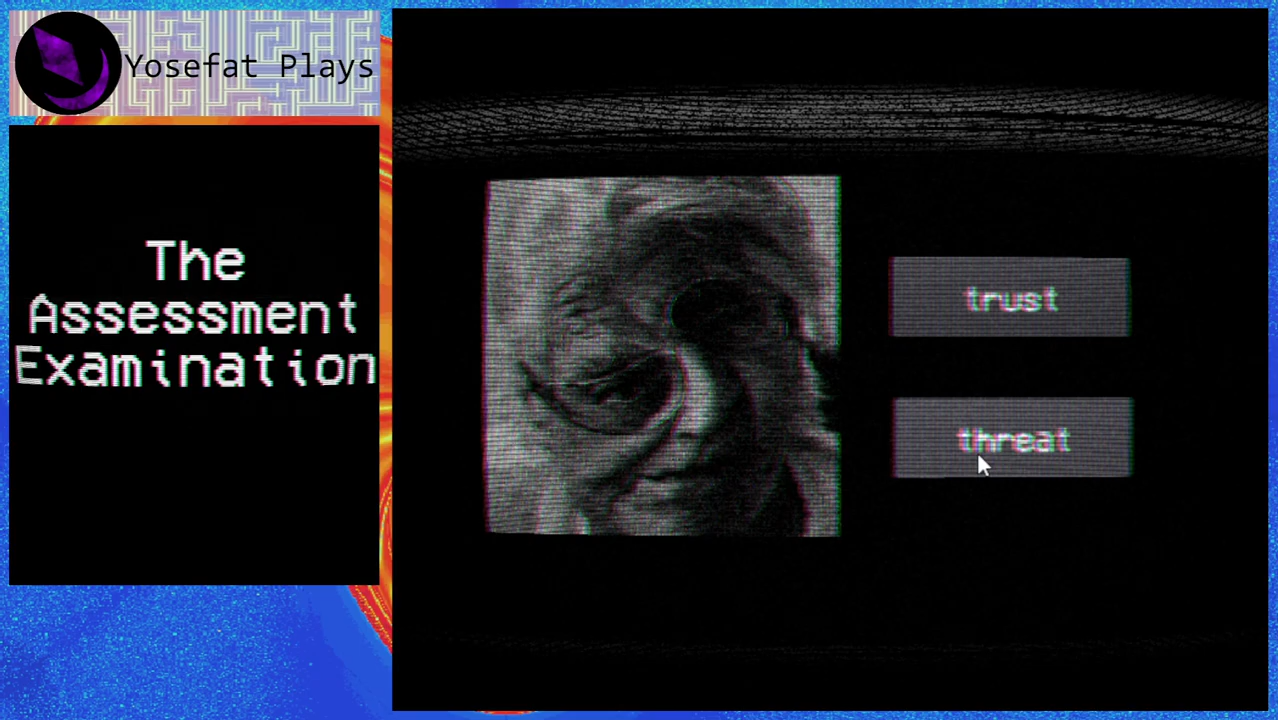 Yosefat Plays
The
Assessment
Examination
trust
threat